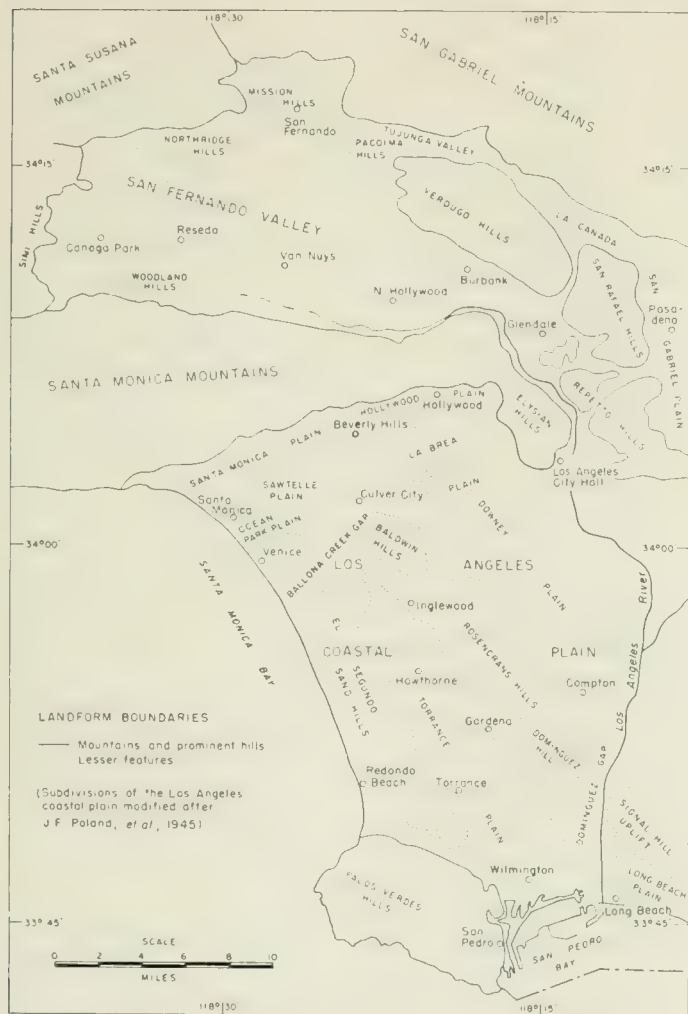 118° 30'
118° 15'
SANTA SUSANA
MOUNTAINS
SAN GABRIEL MOUNTAINS
MISSION
HILLS
San
Fernando
NORTHRIDGE
HILLS
PACOIMA
HILLS
TUJUNGA VALLEY
34° 15'
34° 15'
SAN FERNANDO VALLEY
VERDUGO HILLS
LA CANADA
SIMI HILLS
Canoga Park
Reseda
Van Nuys
WOODLAND
HILLS
N Hollywood
Burbank
SAN RAFAEL HILLS
SAN
GABRIEL PLAIN
Pasa-
dena
Glendale
SANTA MONICA MOUNTAINS
HOLLYWOOD PLAIN
Hollywood
ELYSIAN
HILLS
REPETTO HILLS
Beverly Hills
SANTA MONICA PLAIN
LA BREA
PLAIN
Los Angeles
City Hall
SAWTELLE
PLAIN
Culver City
Santa
Monica
OCEAN
PARK PLAIN
DOWNEY
PLAIN
34° 00'
34° 00'
Venice
BALLONA CREEK GAP
BALDWIN
HILLS
LOS ANGELES
COASTAL PLAIN
SANTA MONICA BAY
Inglewood
Los Angeles River
EL
SEGUNDO
SAND HILLS
ROSENCRANS HILLS
Hawthorne
Compton
TORRANCE
PLAIN
Gardena
DOMINGUEZ
HILL
LANDFORM BOUNDARIES
Mountains and prominent hills
Lesser features
(Subdivisions of the Los Angeles
coastal plain modified after
J F Poland, et al, 1945)
Redondo
Beach
Torrance
DOMINGUEZ GAP
SIGNAL HILL
UPLIFT
Wilmington
LONG BEACH
PLAIN
PALOS VERDES
HILLS
Long Beach
33° 45'
33° 45'
San
Pedro
SAN PEDRO
BAY
SCALE
0 2 4 6 8 10
MILES
118° 30'
118° 15'